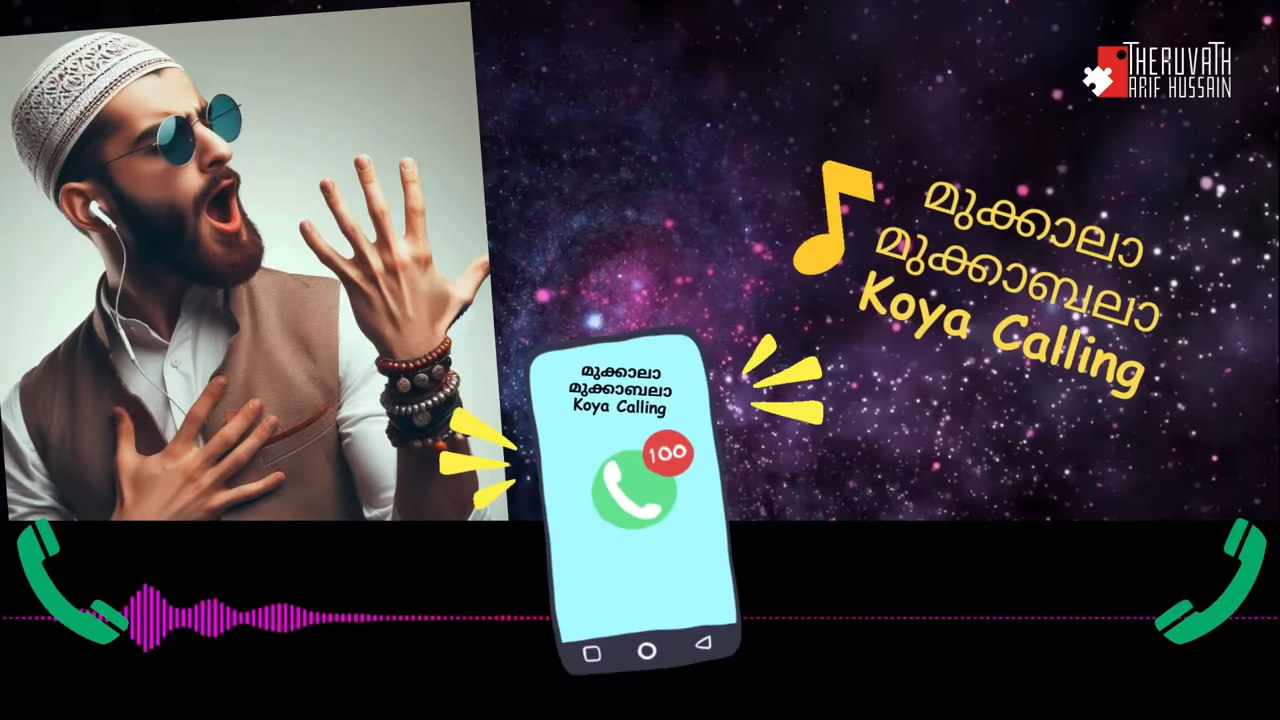 THERUVATH
ARIF HUSSAIN
മുക്കാലാ
മുക്കാബലാ
Koya Calling
മുക്കാലാ
മുക്കാബലാ
Koya Calling
100